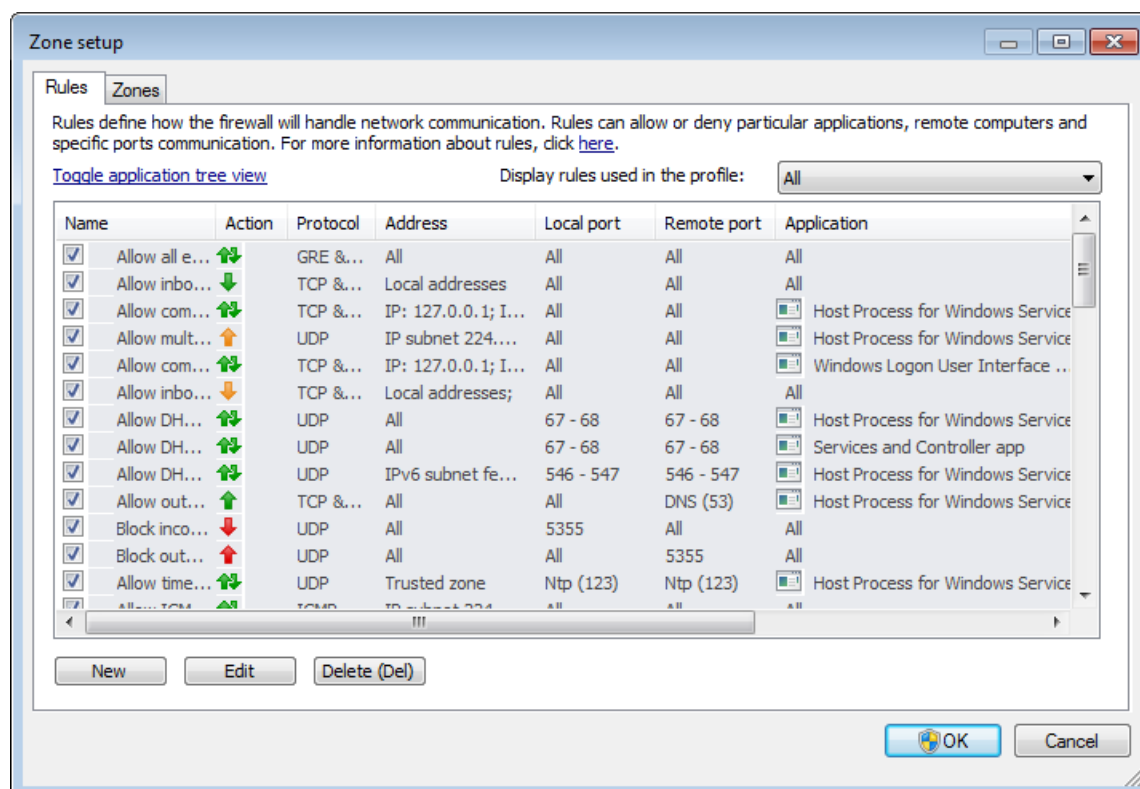 Zone setup
Rules Zones
Rules define how the firewall will handle network communication. Rules can allow or deny particular applications, remote computers and
specific ports communication. For more information about rules, click here.
Toggle application tree view Display rules used in the profile: All
Name Action Protocol Address Local port Remote port Application
Allow all e... GRE &... All All All All
Allow inbo... TCP &... Local addresses All All All
Allow com... TCP &... IP: 127.0.0.1; I... All All Host Process for Windows Service
Allow mult... UDP IP subnet 224.... All All Host Process for Windows Service
Allow com... TCP &... IP: 127.0.0.1; I... All All Windows Logon User Interface ...
Allow inbo... TCP &... Local addresses; All All All
Allow DH... UDP All 67 - 68 67 - 68 Host Process for Windows Service
Allow DH... UDP All 67 - 68 67 - 68 Services and Controller app
Allow DH... UDP IPv6 subnet fe... 546 - 547 546 - 547 Host Process for Windows Service
Allow out... TCP &... All All DNS (53) Host Process for Windows Service
Block inco... UDP All 5355 All All
Block out... UDP All All 5355 All
Allow time... UDP Trusted zone Ntp (123) Ntp (123) Host Process for Windows Service
Allow ICM... ICMP IP subnet 224.... All All All
New Edit Delete (Del)
OK Cancel